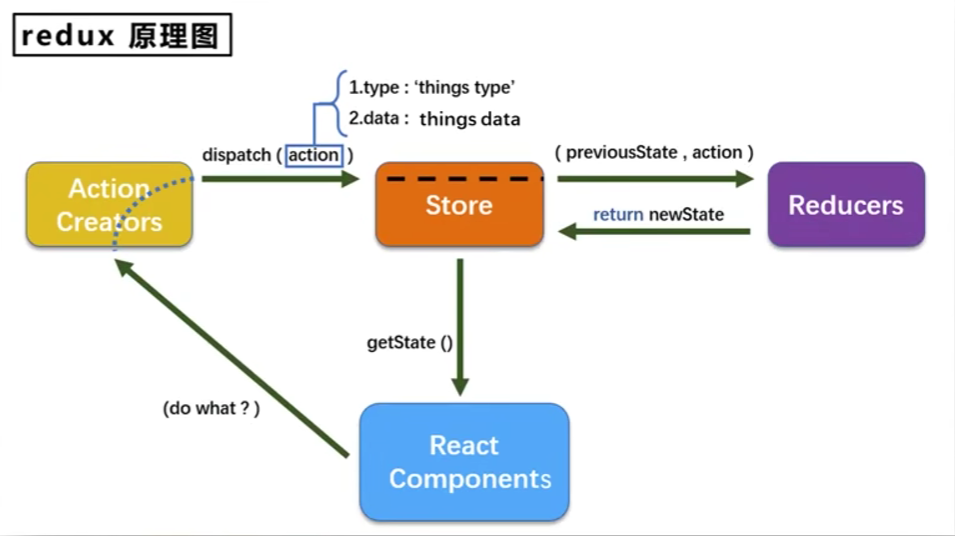 redux 原理图
1.type : ‘things type’
2.data : things data
dispatch ( action )
( previousState , action )
Action
Creators
Store
Reducers
return newState
getState ()
(do what ? )
React
Components